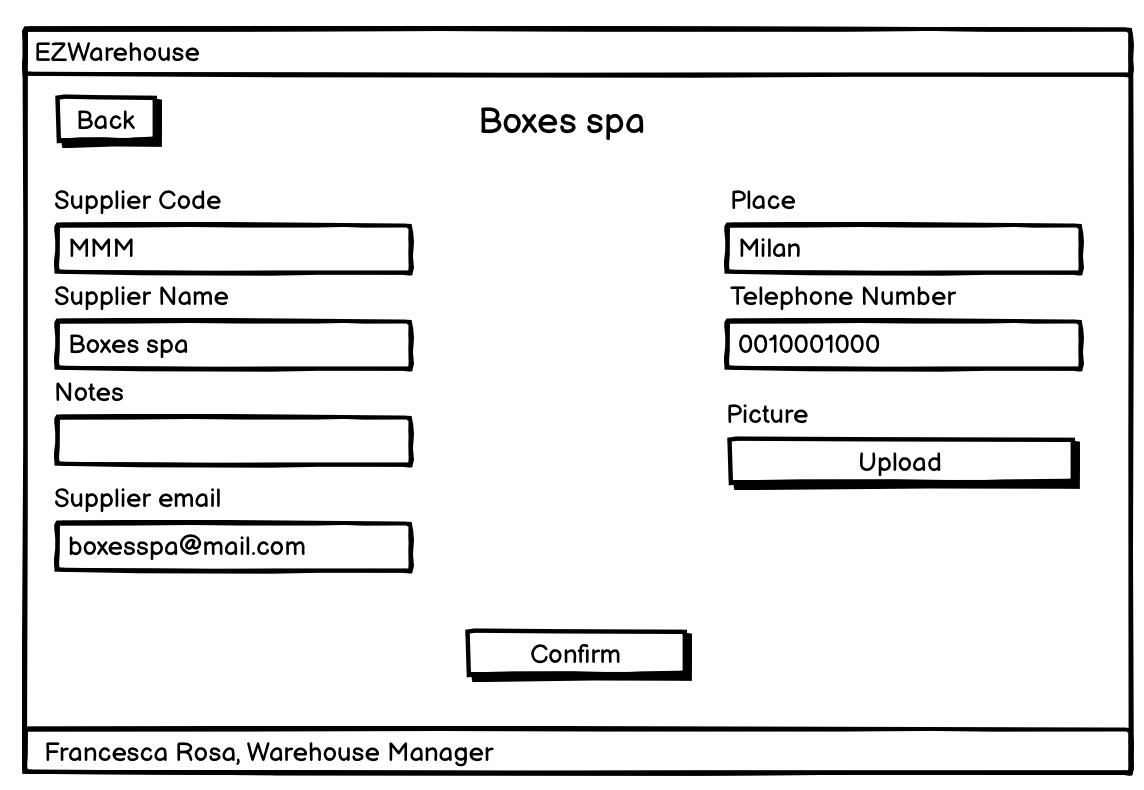 EZWarehouse
Back
Boxes spa
Supplier Code
MMM
Supplier Name
Boxes spa
Notes
Supplier email
boxesspa@mail.com
Place
Milan
Telephone Number
0010001000
Picture
Upload
Confirm
Francesca Rosa, Warehouse Manager